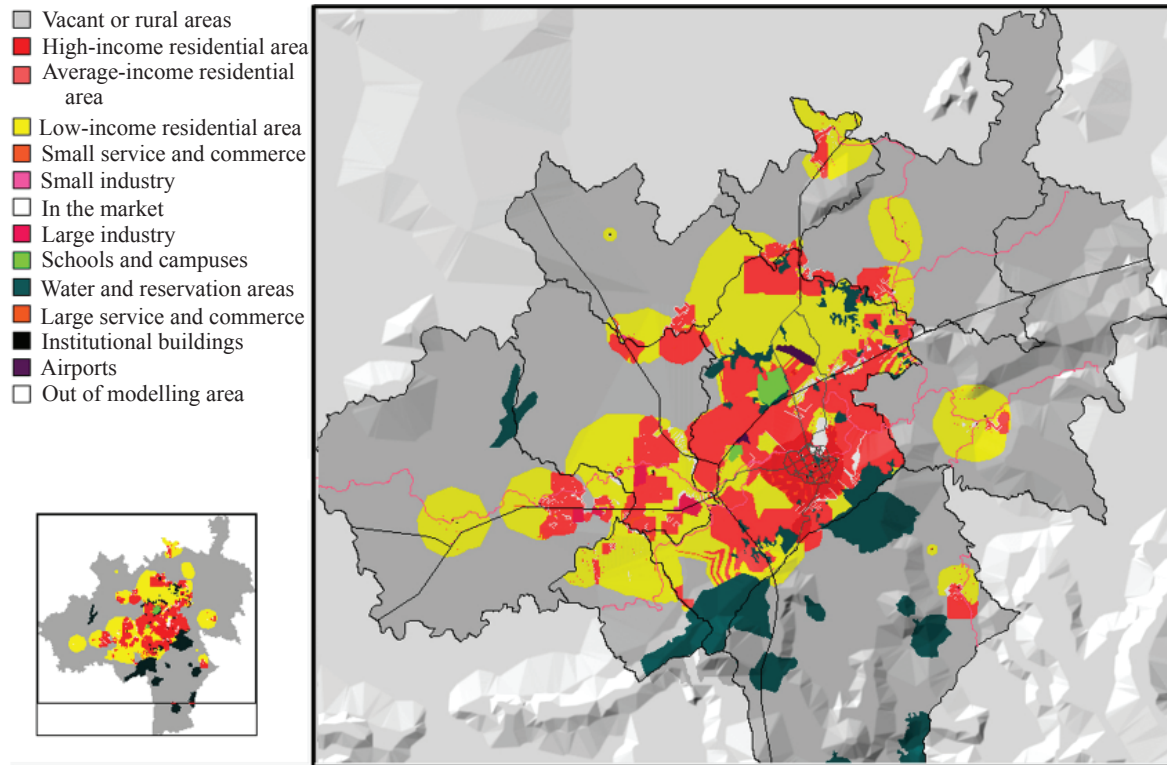 Vacant or rural areas
High-income residential area
Average-income residential
area
Low-income residential area
Small service and commerce
Small industry
In the market
Large industry
Schools and campuses
Water and reservation areas
Large service and commerce
Institutional buildings
Airports
Out of modelling area